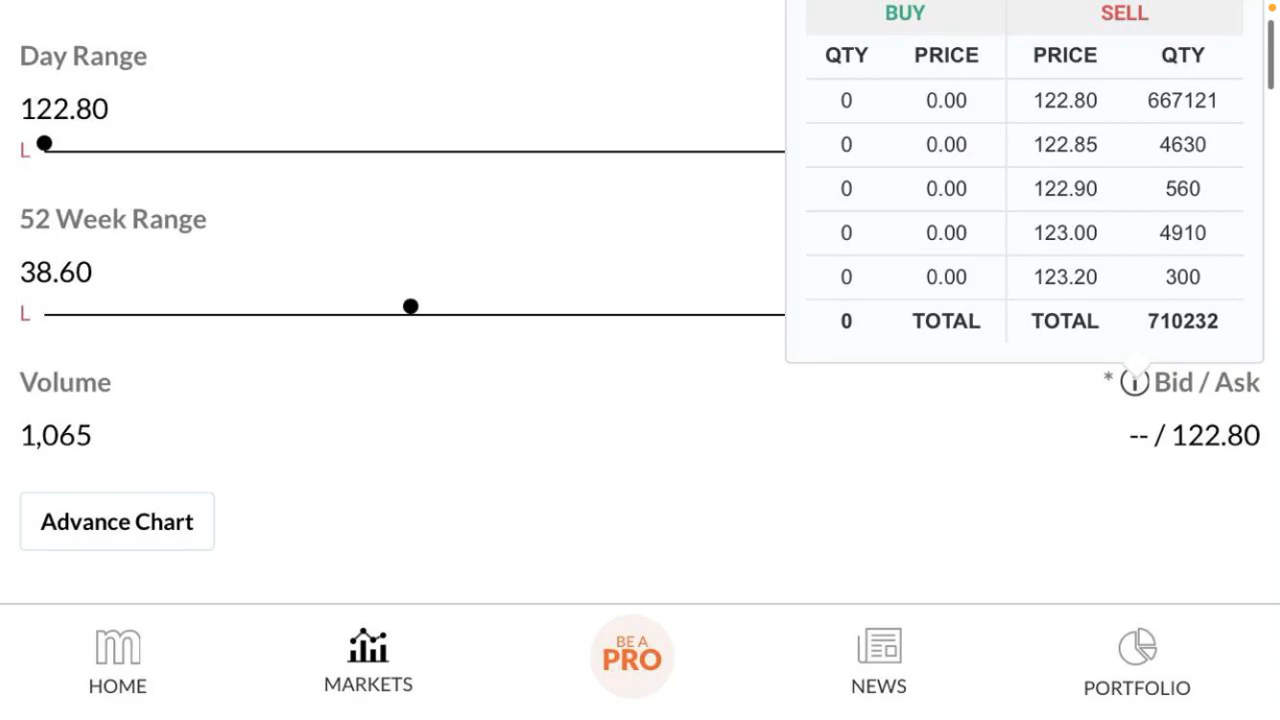 BUY SELL
Day Range
QTY PRICE PRICE QTY
122.80
0 0.00 122.80 667121
L
0 0.00 122.85 4630
0 0.00 122.90 560
52 Week Range
0 0.00 123.00 4910
38.60
0 0.00 123.20 300
L
0 TOTAL TOTAL 710232
Volume * i Bid / Ask
1,065 -- / 122.80
Advance Chart
m BE A PRO
HOME MARKETS NEWS PORTFOLIO